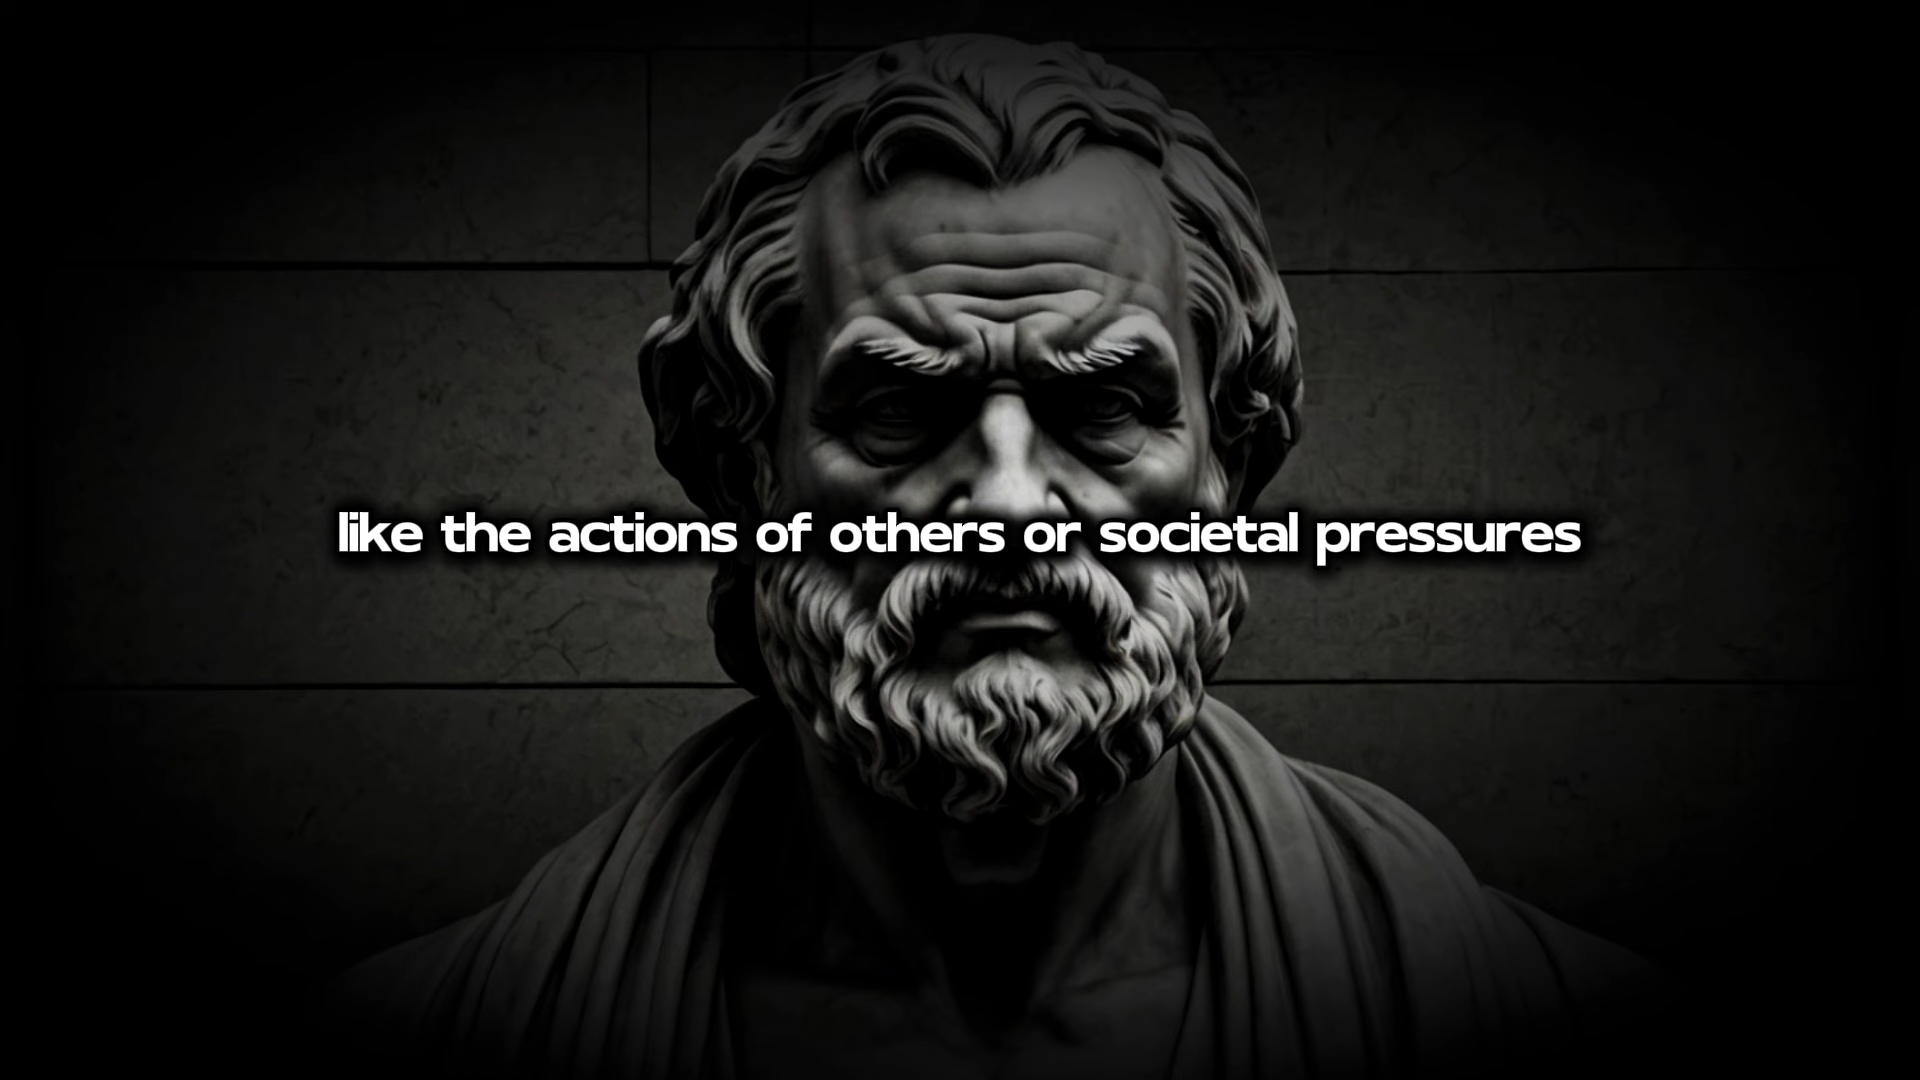 like the actions of others or societal pressures